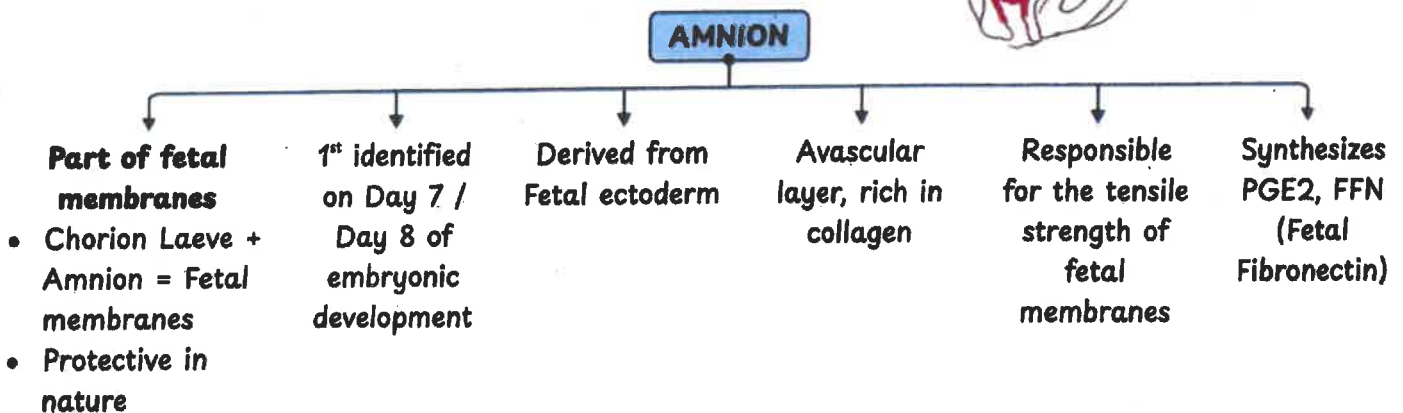 AMNION
Part of fetal
membranes
• Chorion Laeve +
Amnion = Fetal
membranes
• Protective in
nature
1st identified
on Day 7 /
Day 8 of
embryonic
development
Derived from
Fetal ectoderm
Avascular
layer, rich in
collagen
Responsible
for the tensile
strength of
fetal
membranes
Synthesizes
PGE2, FFN
(Fetal
Fibronectin)